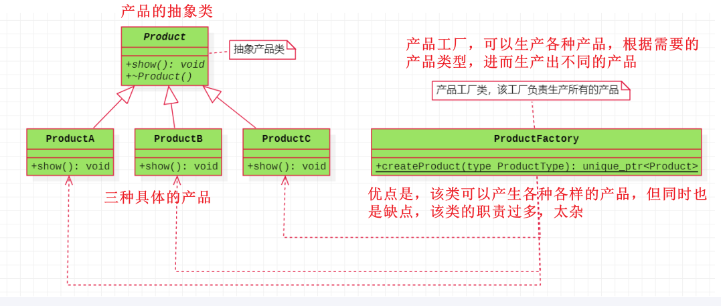 产品的抽象类
Product
+show(): void
+~Product()
抽象产品类
产品工厂，可以生产各种产品，根据需要的
产品类型，进而生产出不同的产品
产品工厂类，该工厂负责生产所有的产品
ProductA
+show(): void
ProductB
+show(): void
ProductC
+show(): void
ProductFactory
+createProduct(type ProductType): unique_ptr<Product>
三种具体的产品
优点是，该类可以产生各种各样的产品，但同时也
是缺点，该类的职责过多，太杂